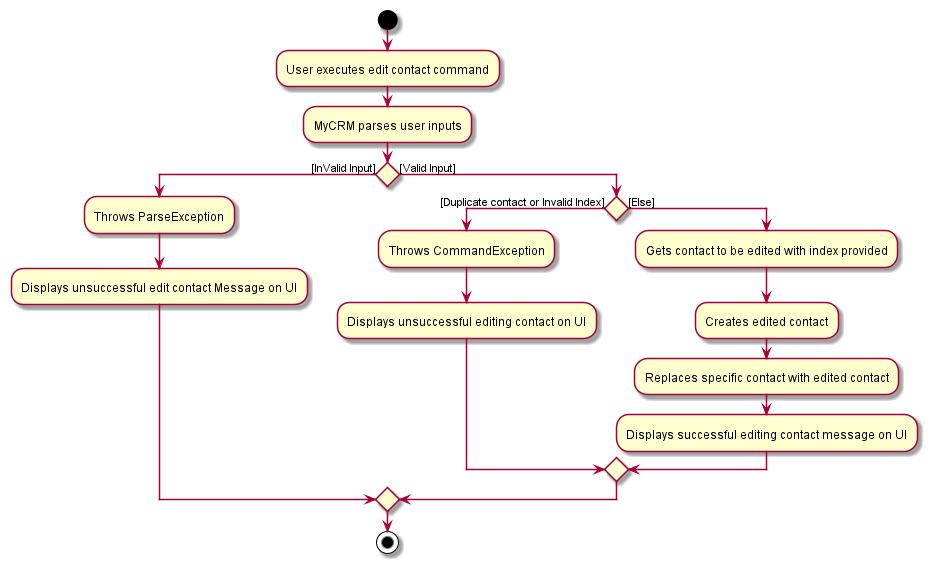 User executes edit contact command
MyCRM parses user inputs
[InValid Input]
[Valid Input]
Throws ParseException
Displays unsuccessful edit contact Message on UI
[Duplicate contact or Invalid Index]
[Else]
Throws CommandException
Displays unsuccessful editing contact on UI
Gets contact to be edited with index provided
Creates edited contact
Replaces specific contact with edited contact
Displays successful editing contact message on UI